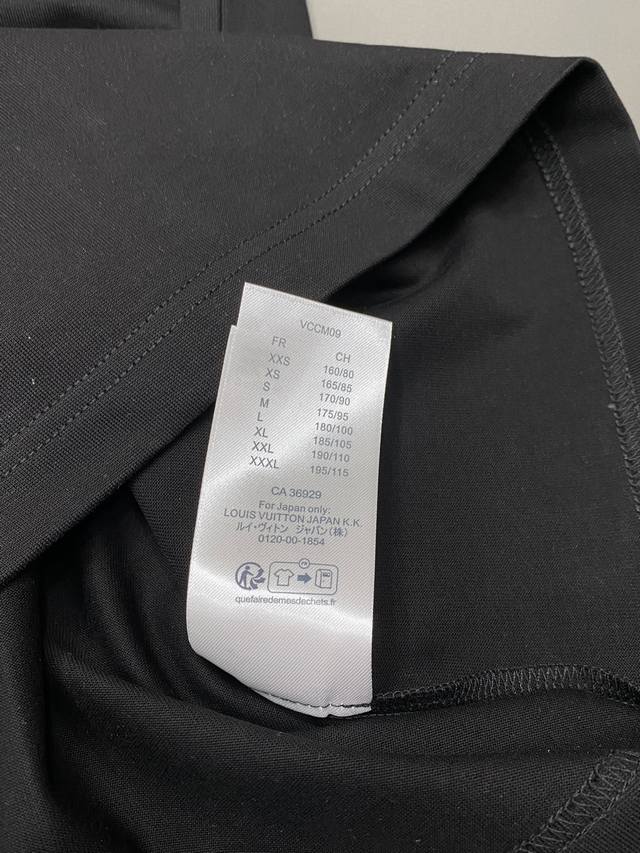 VCCM09
FR CH
XXS 160/80
XS 165/85
S 170/90
M 175/95
L 180/100
XL 185/105
XXL 190/110
XXXL 195/115
CA 36929
For Japan only:
LOUIS VUITTON JAPAN K.K.
ルイ・ヴィトン ジャパン(株)
0120-00-1854
FR
quefairedemesdechets.fr